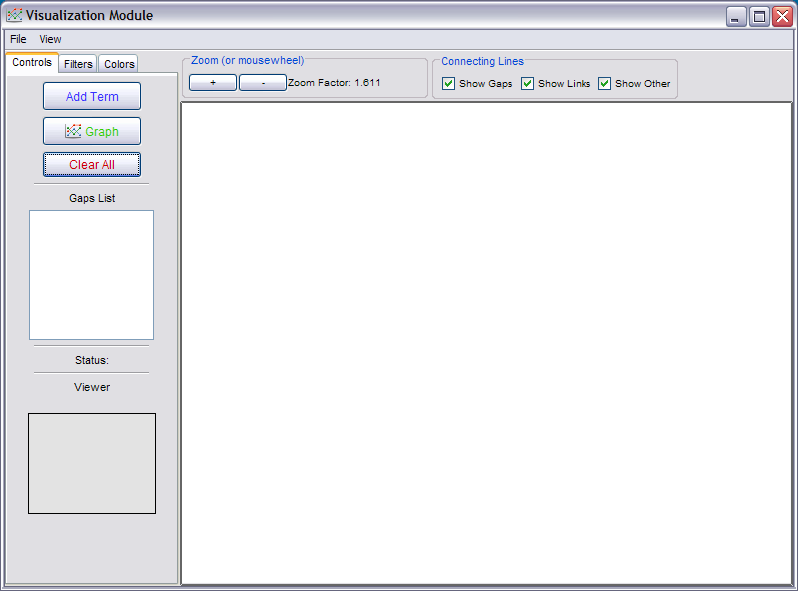 Visualization Module
File View
Controls Filters Colors
Add Term
Graph
Clear All
Gaps List
Status:
Viewer
Zoom (or mousewheel)
+ - Zoom Factor: 1.611
Connecting Lines
Show Gaps Show Links Show Other